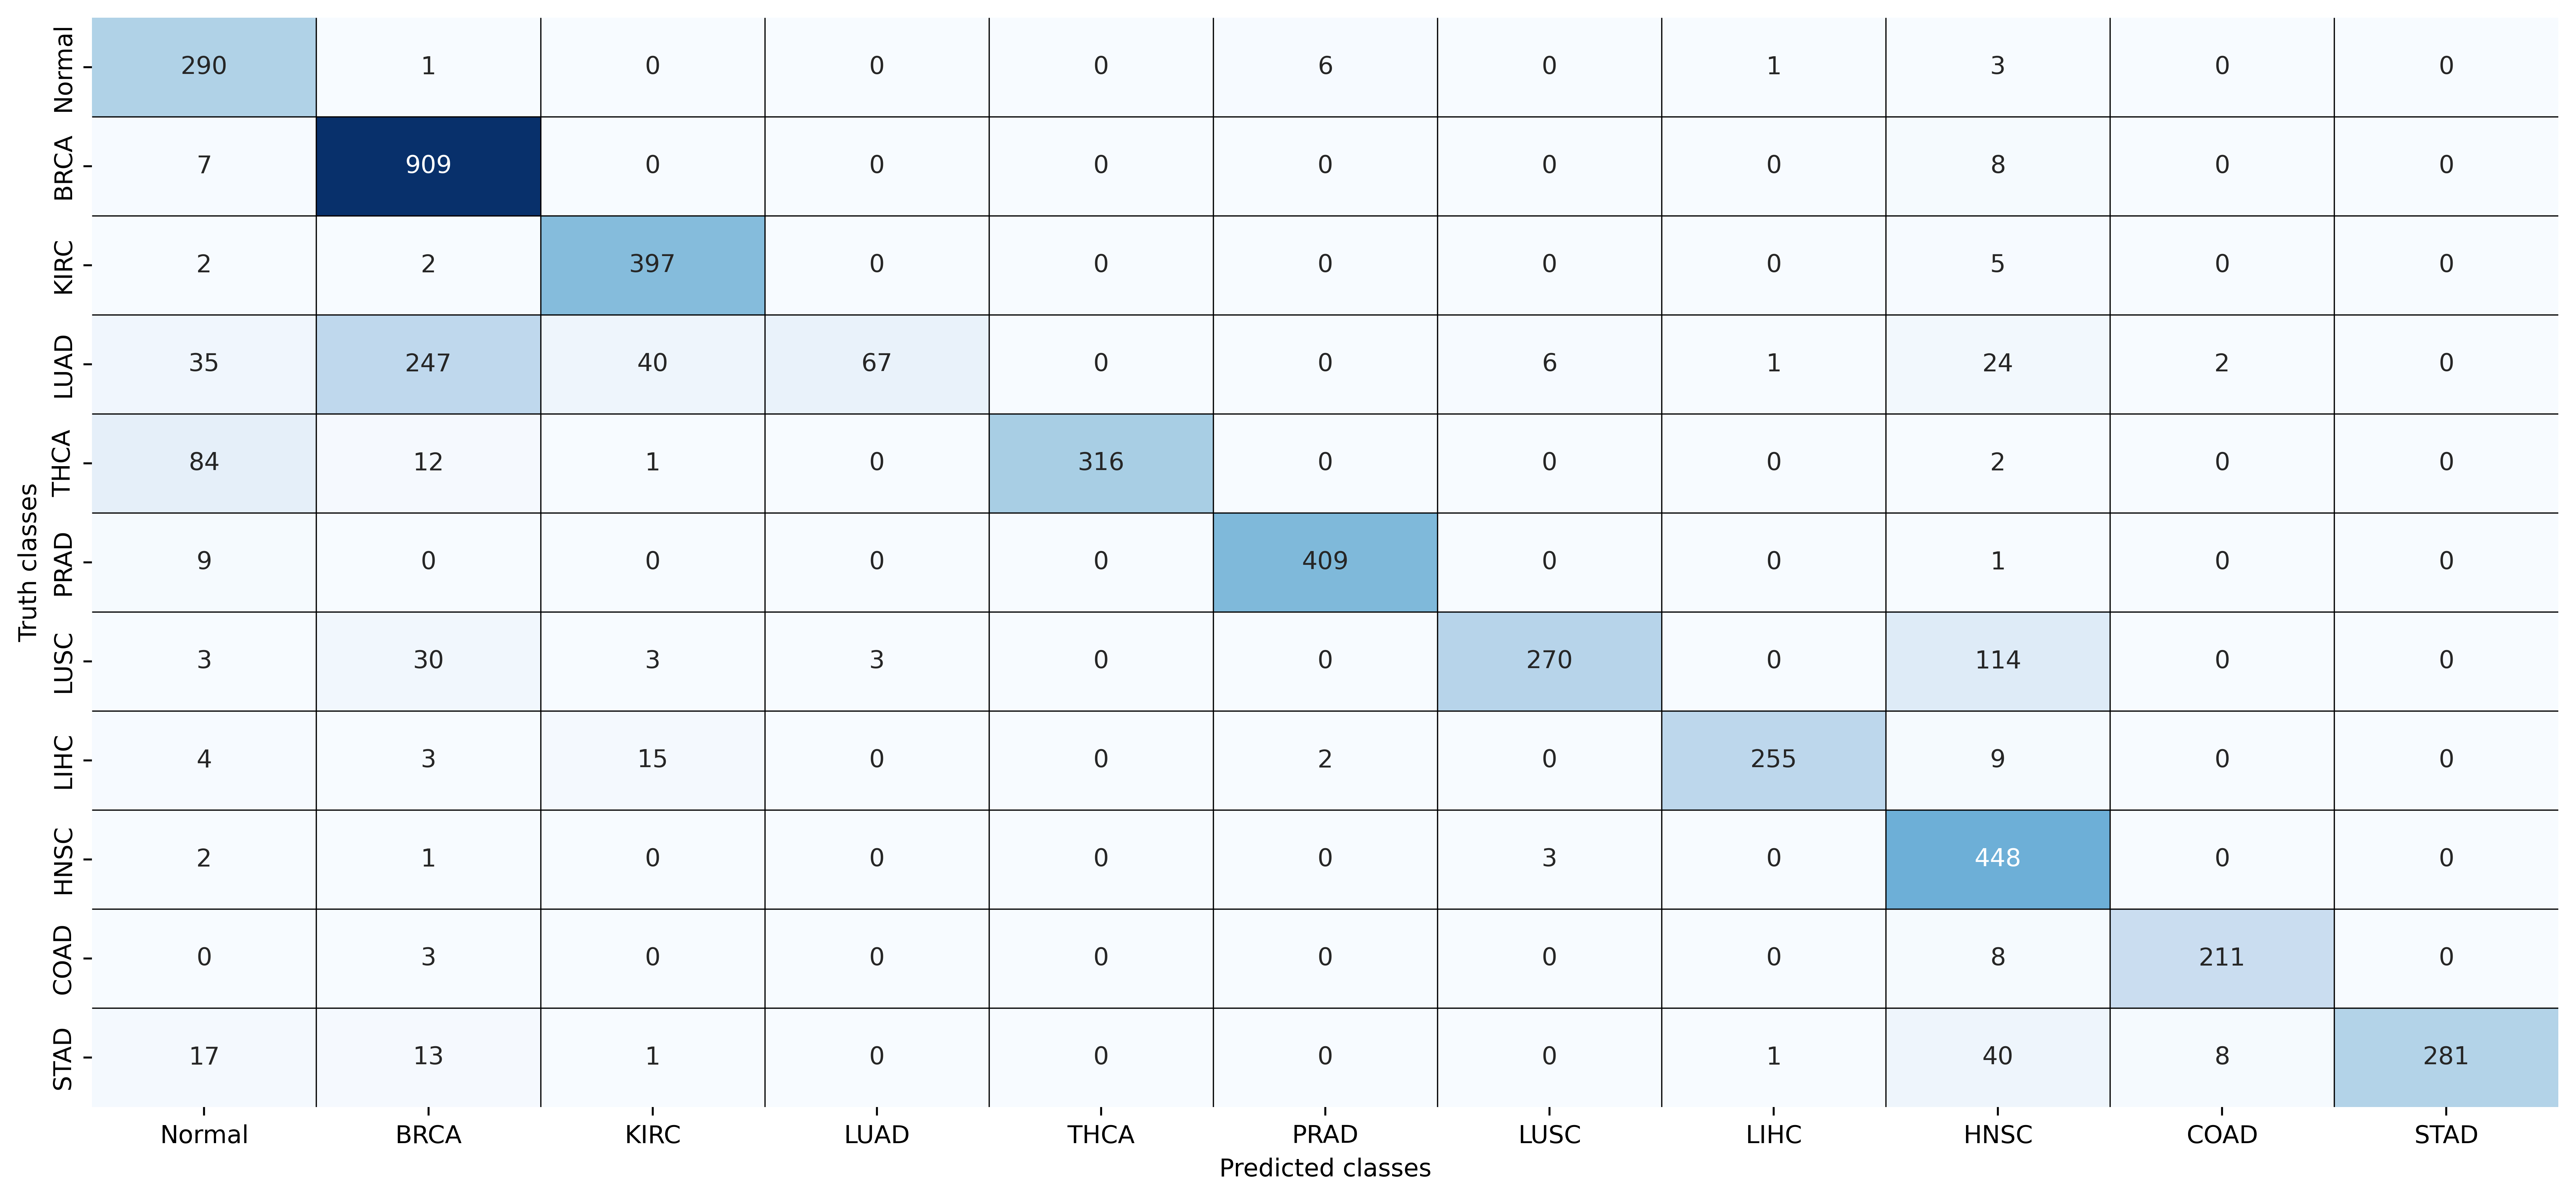 Truth classes
Normal 290 1 0 0 0 6 0 1 3 0 0
BRCA 7 909 0 0 0 0 0 0 8 0 0
KIRC 2 2 397 0 0 0 0 0 5 0 0
LUAD 35 247 40 67 0 0 6 1 24 2 0
THCA 84 12 1 0 316 0 0 0 2 0 0
PRAD 9 0 0 0 0 409 0 0 1 0 0
LUSC 3 30 3 3 0 0 270 0 114 0 0
LIHC 4 3 15 0 0 2 0 255 9 0 0
HNSC 2 1 0 0 0 0 3 0 448 0 0
COAD 0 3 0 0 0 0 0 0 8 211 0
STAD 17 13 1 0 0 0 0 1 40 8 281
Normal BRCA KIRC LUAD THCA PRAD LUSC LIHC HNSC COAD STAD
Predicted classes